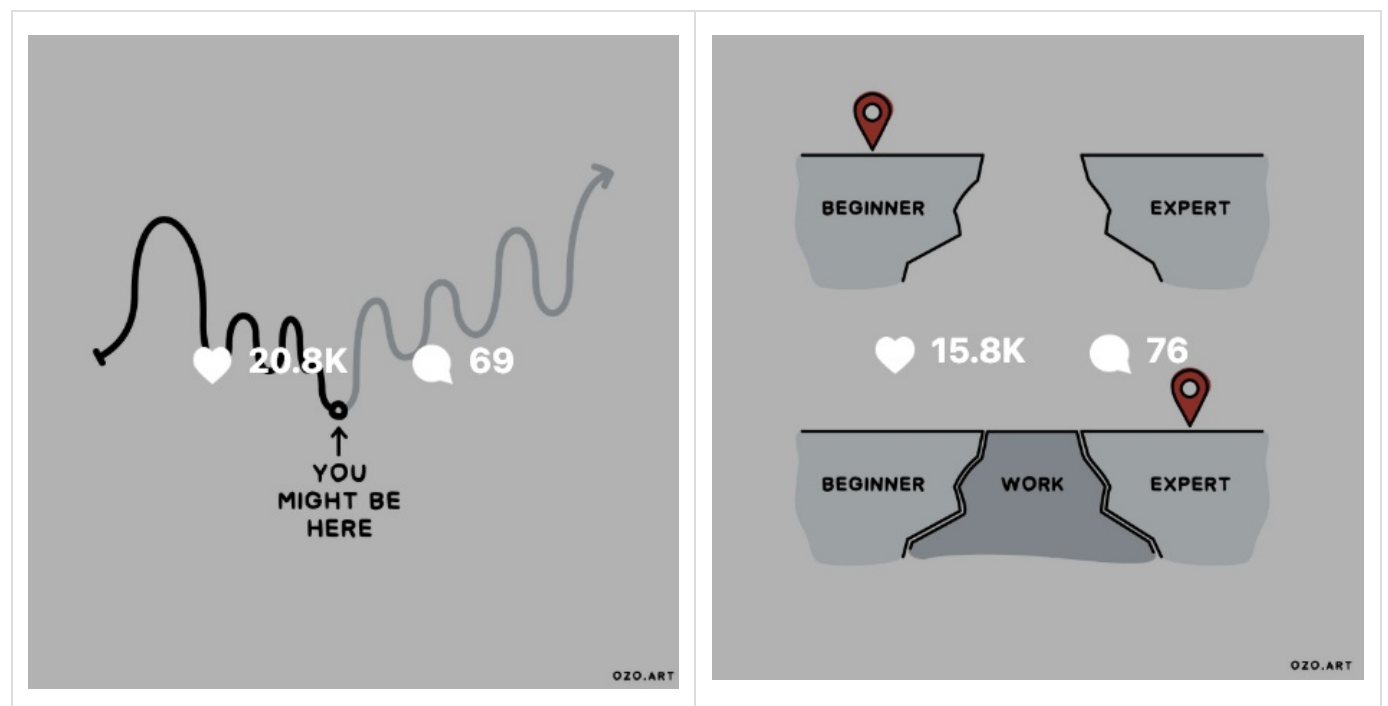 20.8K
69
YOU
MIGHT BE
HERE
OZO.ART
BEGINNER
EXPERT
15.8K
76
BEGINNER
WORK
EXPERT
OZO.ART